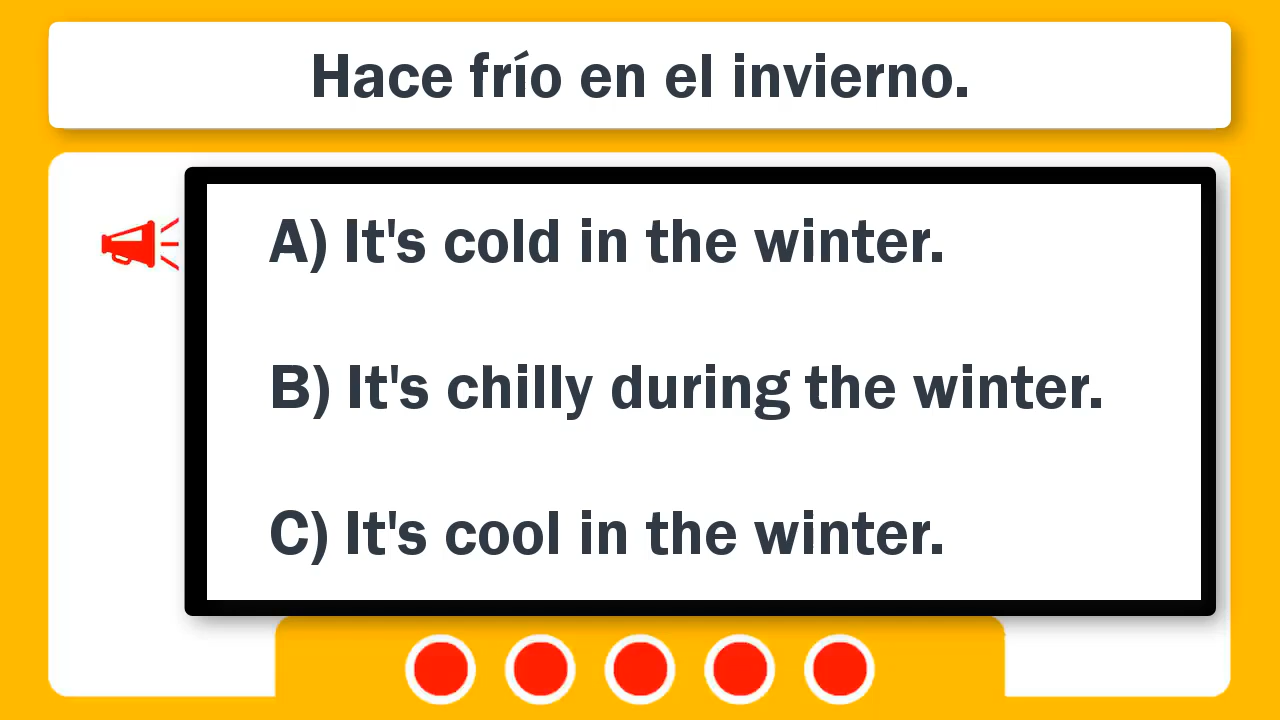 Hace frío en el invierno.
A) It's cold in the winter.
B) It's chilly during the winter.
C) It's cool in the winter.